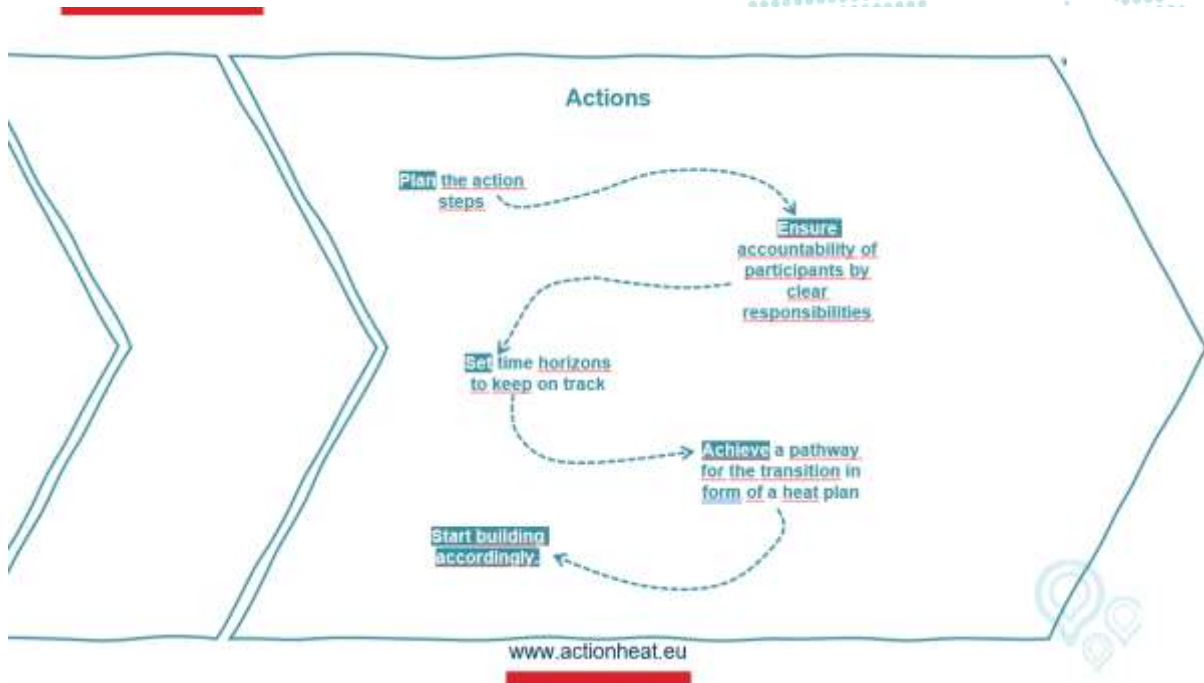 Actions
Plan the action
steps
Ensure
accountability of
participants by
clear
responsibilities
Set time horizons
to keep on track
Achieve a pathway
for the transition in
form of a heat plan
Start building
accordingly.
www.actionheat.eu